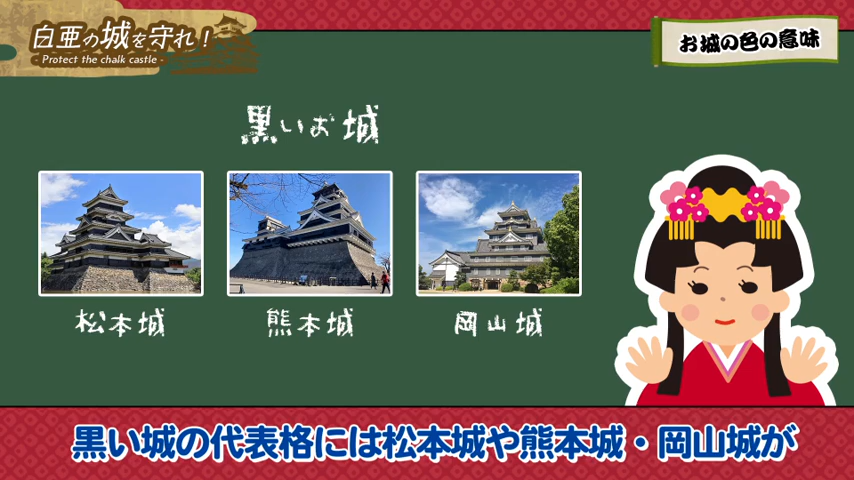 白亜の城を守れ！
- Protect the chalk castle -
お城の色の意味
黒いお城
松本城
熊本城
岡山城
黒い城の代表格には松本城や熊本城・岡山城が